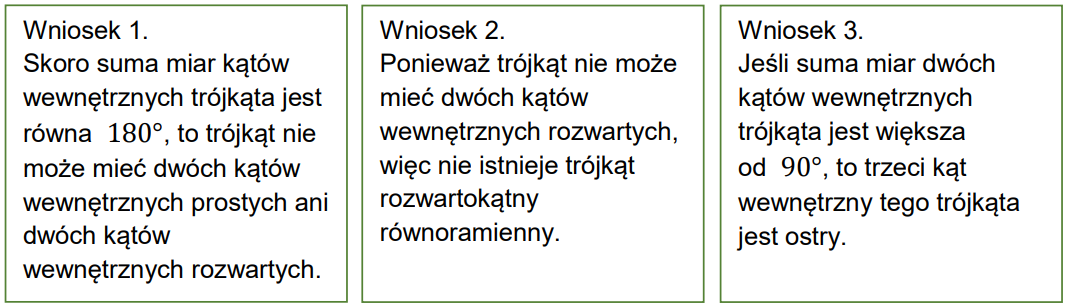 Wniosek 1.
Skoro suma miar kątów
wewnętrznych trójkąta jest
równa 180°, to trójkąt nie
może mieć dwóch kątów
wewnętrznych prostych ani
dwóch kątów
wewnętrznych rozwartych.
Wniosek 2.
Ponieważ trójkąt nie może
mieć dwóch kątów
wewnętrznych rozwartych,
więc nie istnieje trójkąt
rozwartokątny
równoramienny.
Wniosek 3.
Jeśli suma miar dwóch
kątów wewnętrznych
trójkąta jest większa
od 90°, to trzeci kąt
wewnętrzny tego trójkąta
jest ostry.